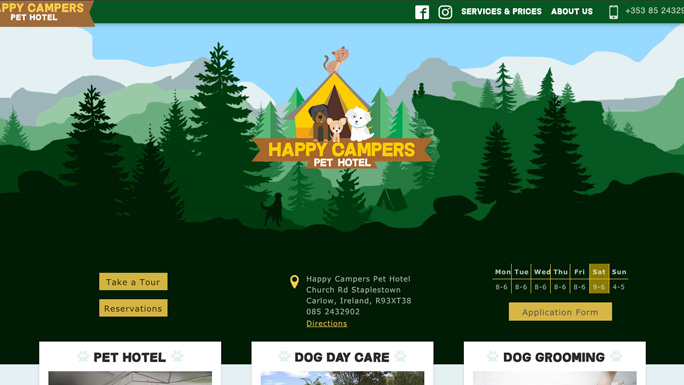 APPY CAMPERS
PET HOTEL
SERVICES & PRICES
ABOUT US
+353 85 24329
HAPPY CAMPERS
PET HOTEL
Take a Tour
Reservations
Happy Campers Pet Hotel
Church Rd Staplestown
Carlow, Ireland, R93XT38
085 2432902
Directions
Mon Tue Wed Thu Fri Sat Sun
8-6 8-6 8-6 8-6 8-6 9-6 4-5
Application Form
PET HOTEL
DOG DAY CARE
DOG GROOMING